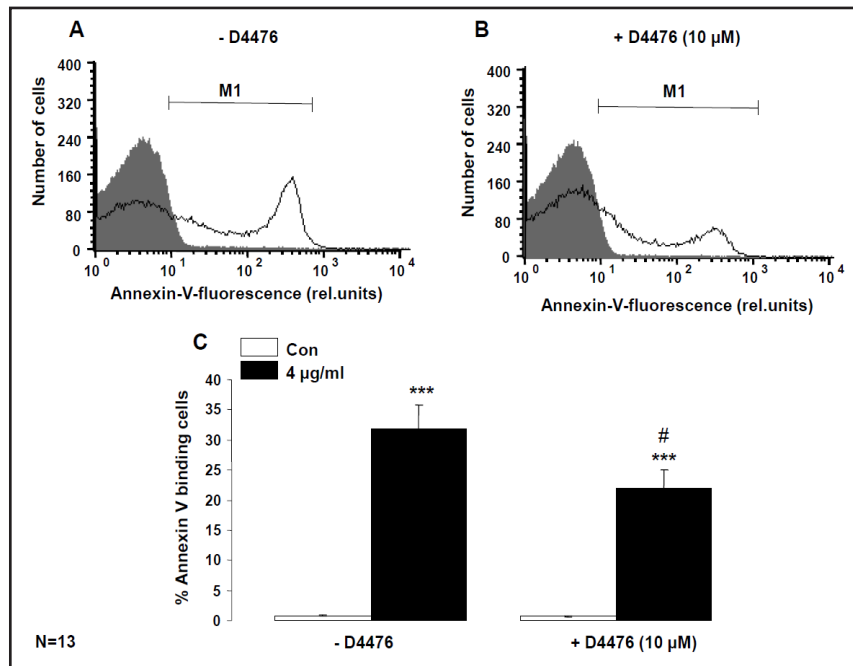 A
- D4476
Number of cells
400
320
240
160
80
0
M1
10 0 10 1 10 2 10 3 10 4
Annexin-V-fluorescence (rel.units)
B
+ D4476 (10 µM)
Number of cells
400
320
240
160
80
0
M1
10 0 10 1 10 2 10 3 10 4
Annexin-V-fluorescence (rel.units)
C
Con
4 µg/ml
% Annexin V binding cells
40
35
30
25
20
15
10
5
0
***
#
***
N=13
- D4476
+ D4476 (10 µM)